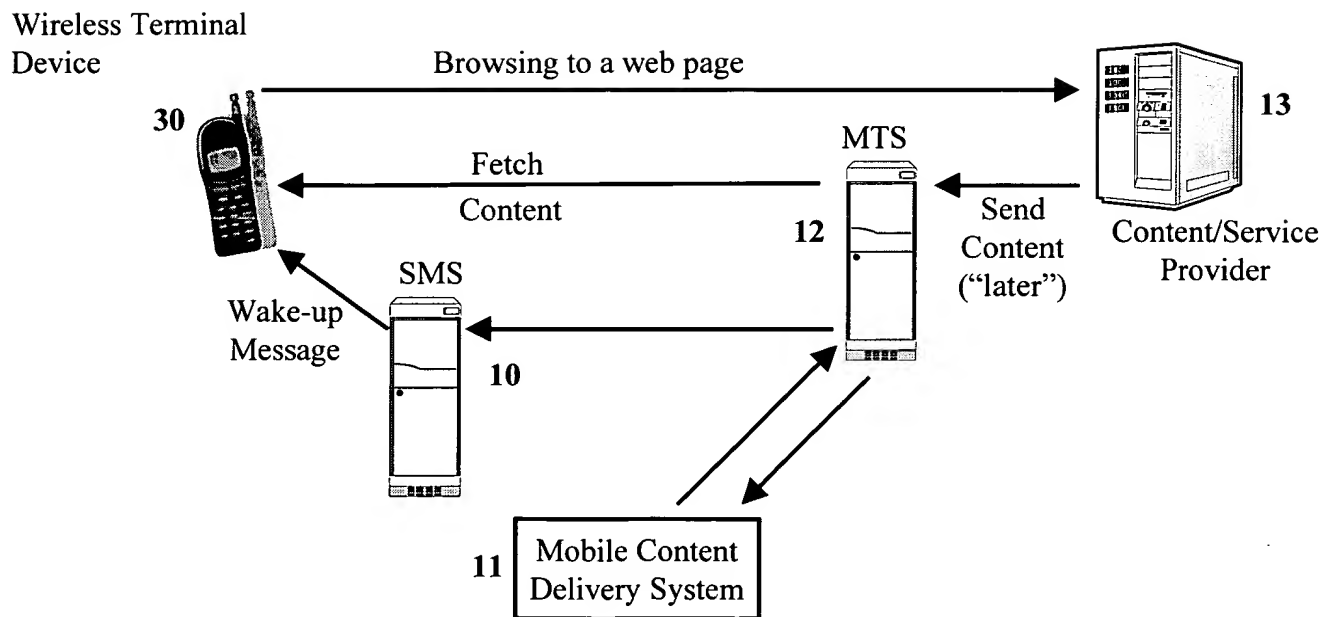 Wireless Terminal
Device
Browsing to a web page
30
13
MTS
Fetch
Content
12
Send
Content
(“later”)
Content/Service
Provider
SMS
Wake-up
Message
10
11
Mobile Content
Delivery System